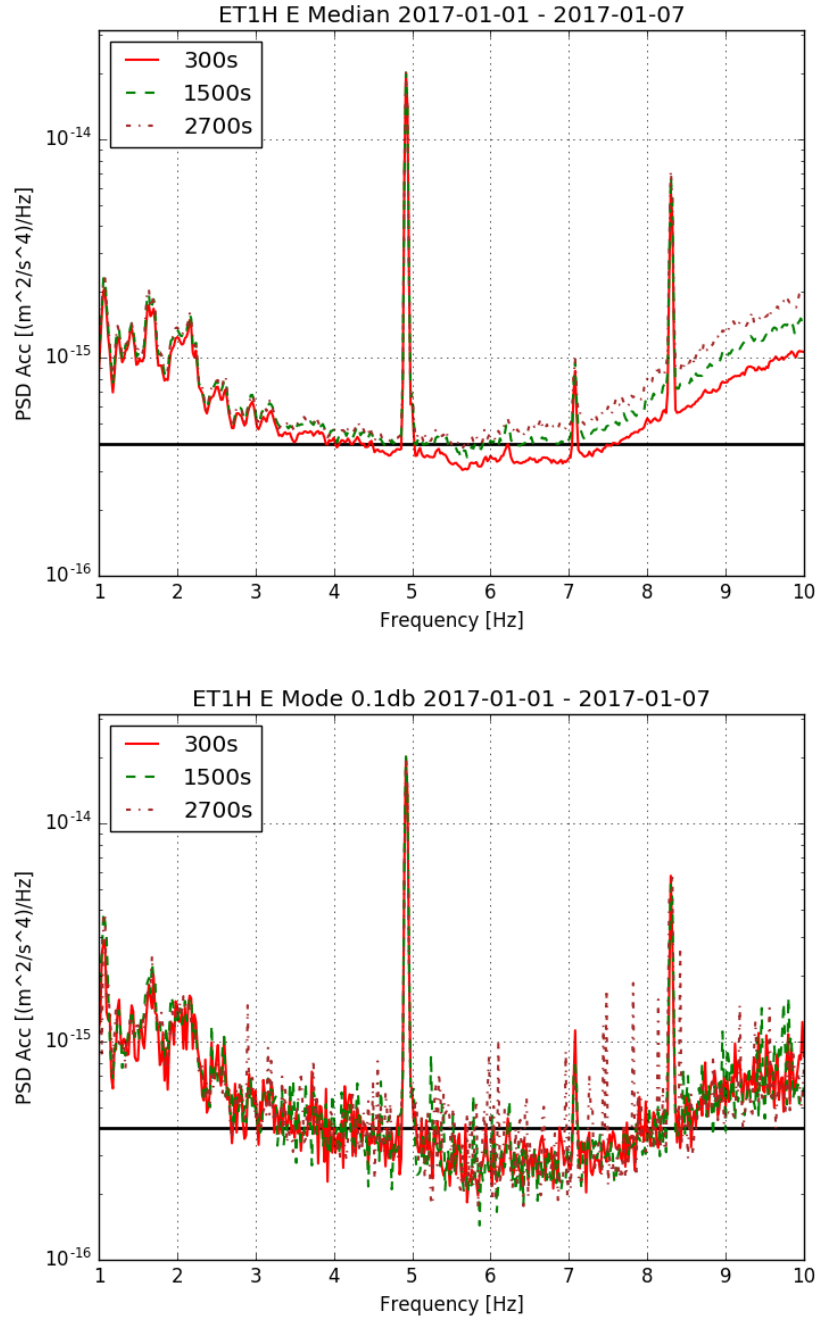 ET1H E Median 2017-01-01 - 2017-01-07
300s
1500s
2700s
10^-14
10^-15
10^-16
PSD Acc [(m^2/s^4)/Hz]
1 2 3 4 5 6 7 8 9 10
Frequency [Hz]
ET1H E Mode 0.1db 2017-01-01 - 2017-01-07
300s
1500s
2700s
10^-14
10^-15
10^-16
PSD Acc [(m^2/s^4)/Hz]
1 2 3 4 5 6 7 8 9 10
Frequency [Hz]